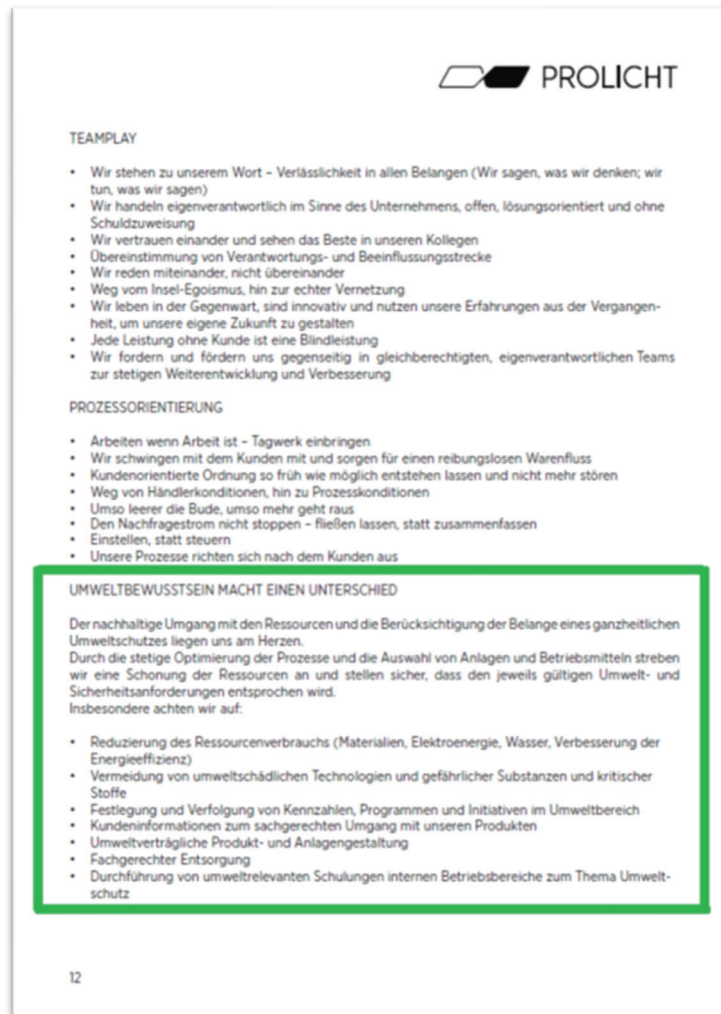 PROLICHT
TEAMPLAY
• Wir stehen zu unserem Wort – Verlässlichkeit in allen Belangen (Wir sagen, was wir denken; wir
tun, was wir sagen)
• Wir handeln eigenverantwortlich im Sinne des Unternehmens, offen, lösungsorientiert und ohne
Schuldzuweisung
• Wir vertrauen einander und sehen das Beste in unseren Kollegen
• Übereinstimmung von Verantwortungs- und Beeinflussungsstrecke
• Wir reden miteinander, nicht übereinander
• Weg vom Insel-Egoismus, hin zur echter Vernetzung
• Wir leben in der Gegenwart, sind innovativ und nutzen unsere Erfahrungen aus der Vergangen-
heit, um unsere eigene Zukunft zu gestalten
• Jede Leistung ohne Kunde ist eine Blindleistung
• Wir fordern und fördern uns gegenseitig in gleichberechtigten, eigenverantwortlichen Teams
zur stetigen Weiterentwicklung und Verbesserung
PROZESSORIENTIERUNG
• Arbeiten wenn Arbeit ist – Tagwerk einbringen
• Wir schwingen mit dem Kunden mit und sorgen für einen reibungslosen Warenfluss
• Kundenorientierte Ordnung so früh wie möglich entstehen lassen und nicht mehr stören
• Weg von Händlerkonditionen, hin zu Prozesskonditionen
• Umso leerer die Bude, umso mehr geht raus
• Den Nachfragestrom nicht stoppen – fließen lassen, statt zusammenfassen
• Einstellen, statt steuern
• Unsere Prozesse richten sich nach dem Kunden aus
UMWELTBEWUSSTSEIN MACHT EINEN UNTERSCHIED
Der nachhaltige Umgang mit den Ressourcen und die Berücksichtigung der Belange eines ganzheitlichen
Umweltschutzes liegen uns am Herzen.
Durch die stetige Optimierung der Prozesse und die Auswahl von Anlagen und Betriebsmitteln streben
wir eine Schonung der Ressourcen an und stellen sicher, dass den jeweils gültigen Umwelt- und
Sicherheitsanforderungen entsprochen wird.
Insbesondere achten wir auf:
• Reduzierung des Ressourcenverbrauchs (Materialien, Elektroenergie, Wasser, Verbesserung der
Energieeffizienz)
• Vermeidung von umweltschädlichen Technologien und gefährlicher Substanzen und kritischer
Stoffe
• Festlegung und Verfolgung von Kennzahlen, Programmen und Initiativen im Umweltbereich
• Kundeninformationen zum sachgerechten Umgang mit unseren Produkten
• Umweltverträgliche Produkt- und Anlagengestaltung
• Fachgerechter Entsorgung
• Durchführung von umweltrelevanten Schulungen internen Betriebsbereiche zum Thema Umwelt-
schutz
12